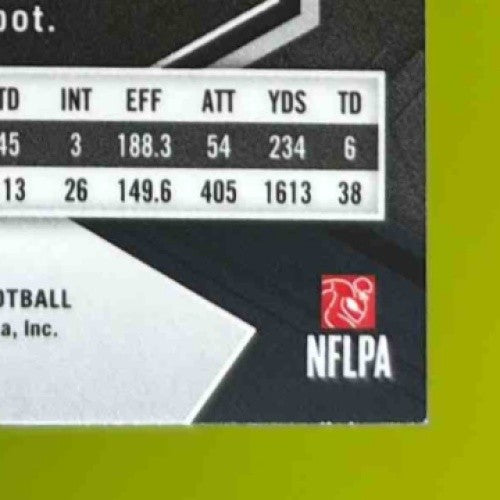 oot.
TD INT EFF ATT YDS TD
45 3 188.3 54 234 6
13 26 149.6 405 1613 38
OTBALL
a, Inc.
NFLPA